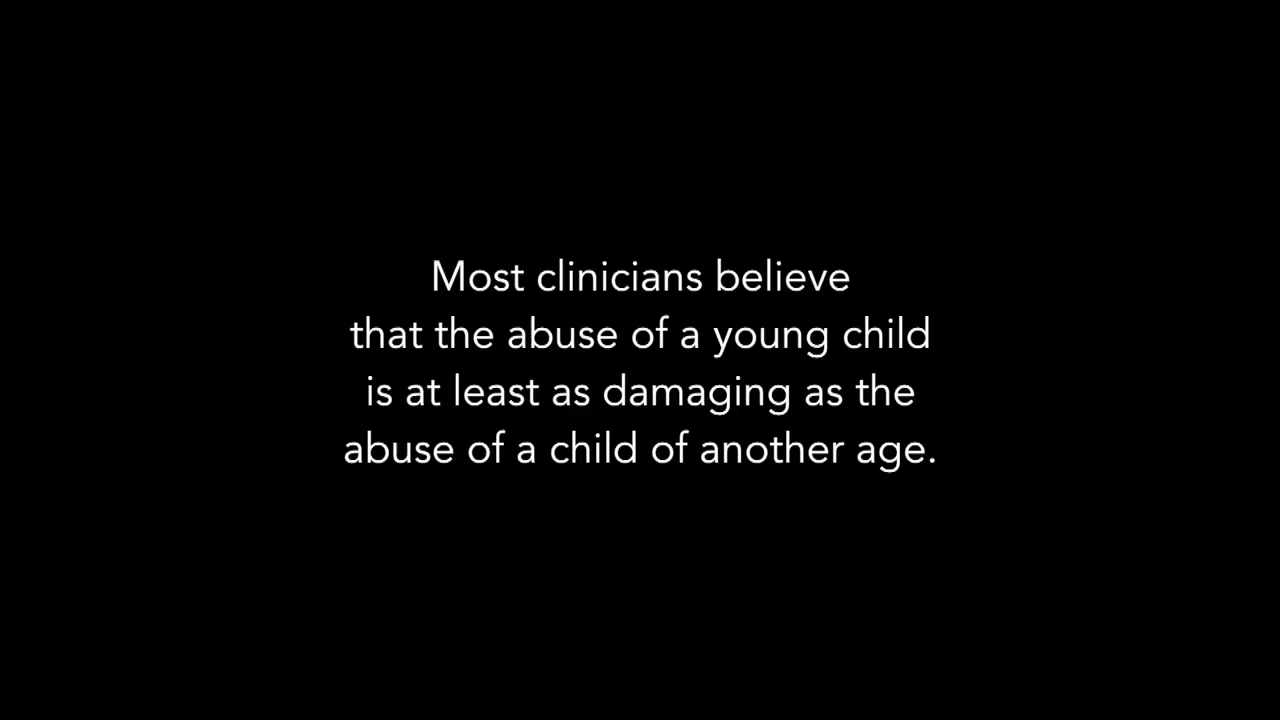 Most clinicians believe
that the abuse of a young child
is at least as damaging as the
abuse of a child of another age.